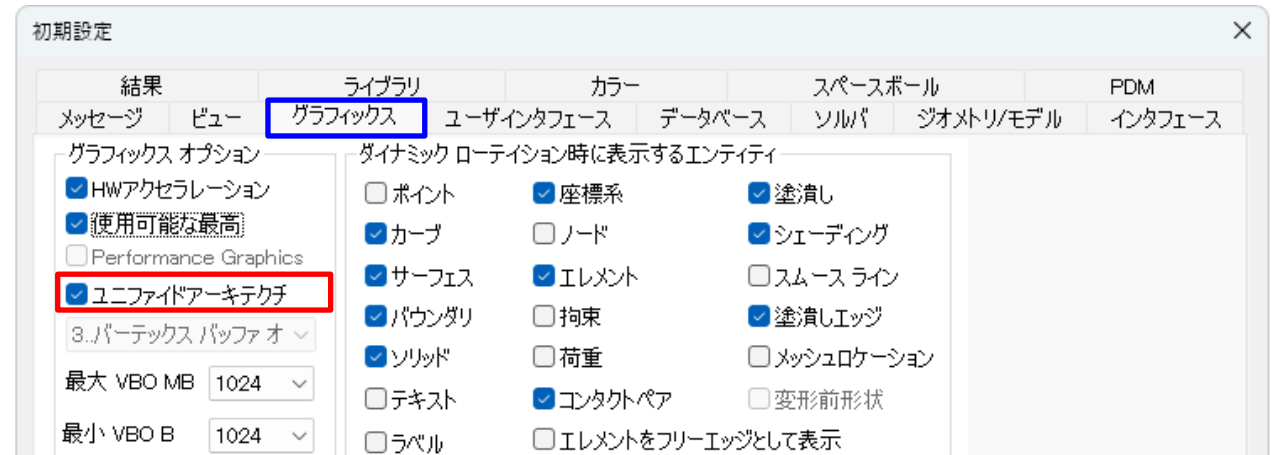 初期設定
結果 ライブラリ カラー スペースボール PDM
メッセージ ビュー グラフィックス ユーザインタフェース データベース ソルバ ジオメトリ/モデル インタフェース
グラフィックス オプション ダイナミック ローテイション時に表示するエンティティ
HWアクセラレーション ポイント 座標系 塗潰し
使用可能な最高 カーブ ノード シェーディング
Performance Graphics サーフェス エレメント スムース ライン
ユニファイドアーキテクチ バウンダリ 拘束 塗潰しエッジ
3..バーテックス バッファ オ ソリッド 荷重 メッシュロケーション
最大 VBO MB 1024 テキスト コンタクトペア 変形前形状
最小 VBO B 1024 ラベル エレメントをフリーエッジとして表示